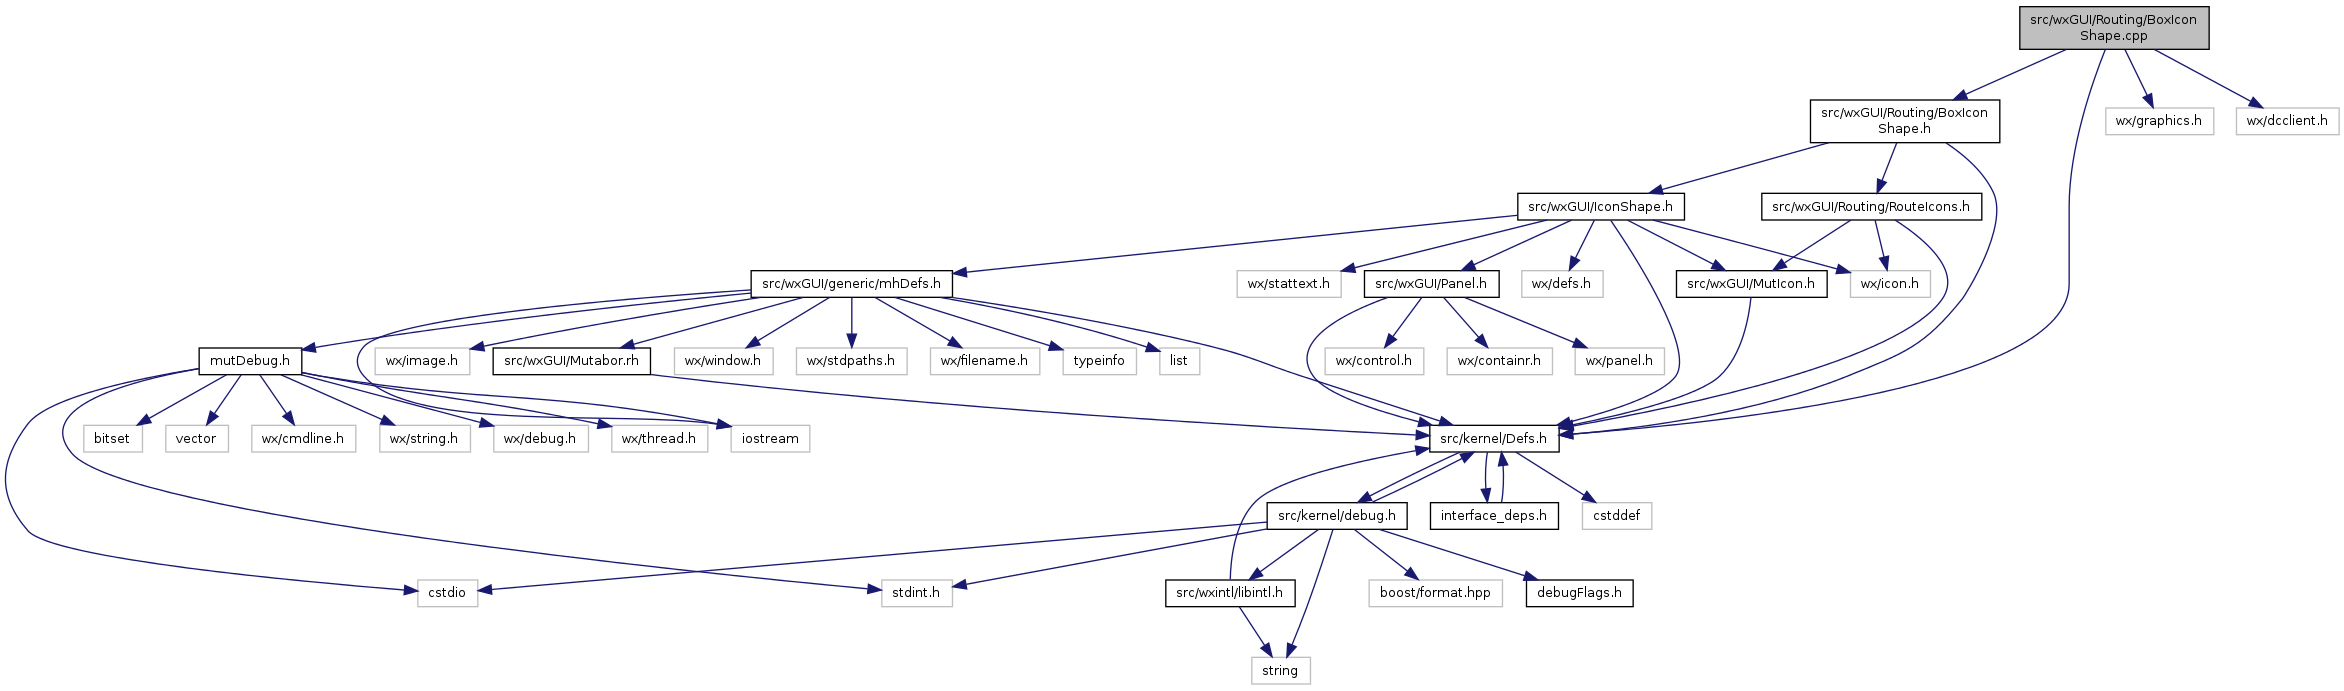 src/wxGUI/Routing/BoxIcon
Shape.cpp
src/wxGUI/Routing/BoxIcon
Shape.h
wx/graphics.h
wx/dcclient.h
src/wxGUI/IconShape.h
src/wxGUI/Routing/RouteIcons.h
src/wxGUI/generic/mhDefs.h
wx/stattext.h
src/wxGUI/Panel.h
wx/defs.h
src/wxGUI/MutIcon.h
wx/icon.h
mutDebug.h
wx/image.h
src/wxGUI/Mutabor.rh
wx/window.h
wx/stdpaths.h
wx/filename.h
typeinfo
list
wx/control.h
wx/containr.h
wx/panel.h
bitset
vector
wx/cmdline.h
wx/string.h
wx/debug.h
wx/thread.h
iostream
src/kernel/Defs.h
src/kernel/debug.h
interface_deps.h
cstddef
cstdio
stdint.h
src/wxintl/libintl.h
boost/format.hpp
debugFlags.h
string